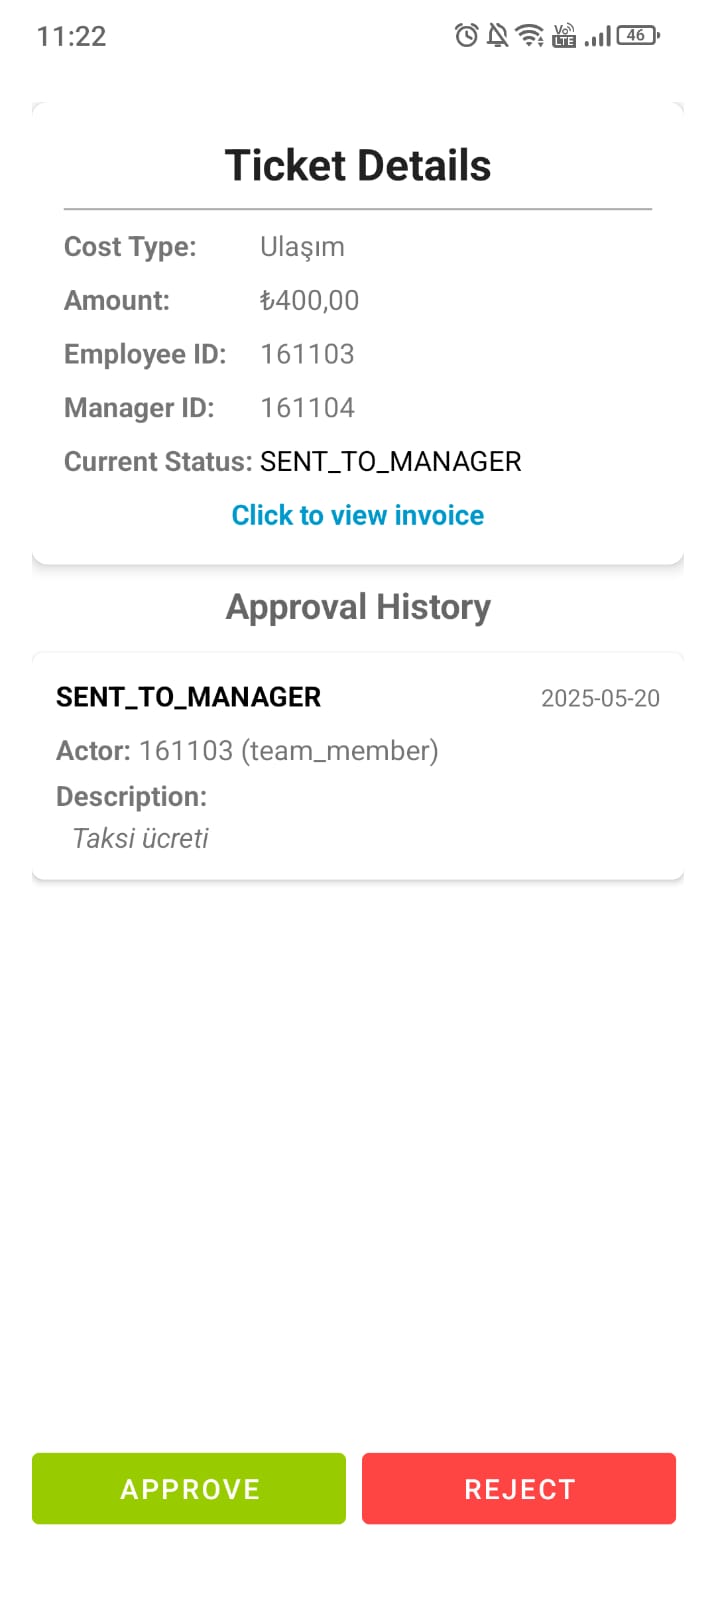 11:22
Vo) LTE 46
Ticket Details
Cost Type: Ulaşım
Amount: ₺400,00
Employee ID: 161103
Manager ID: 161104
Current Status: SENT_TO_MANAGER
Click to view invoice
Approval History
SENT_TO_MANAGER 2025-05-20
Actor: 161103 (team_member)
Description:
Taksi ücreti
APPROVE REJECT